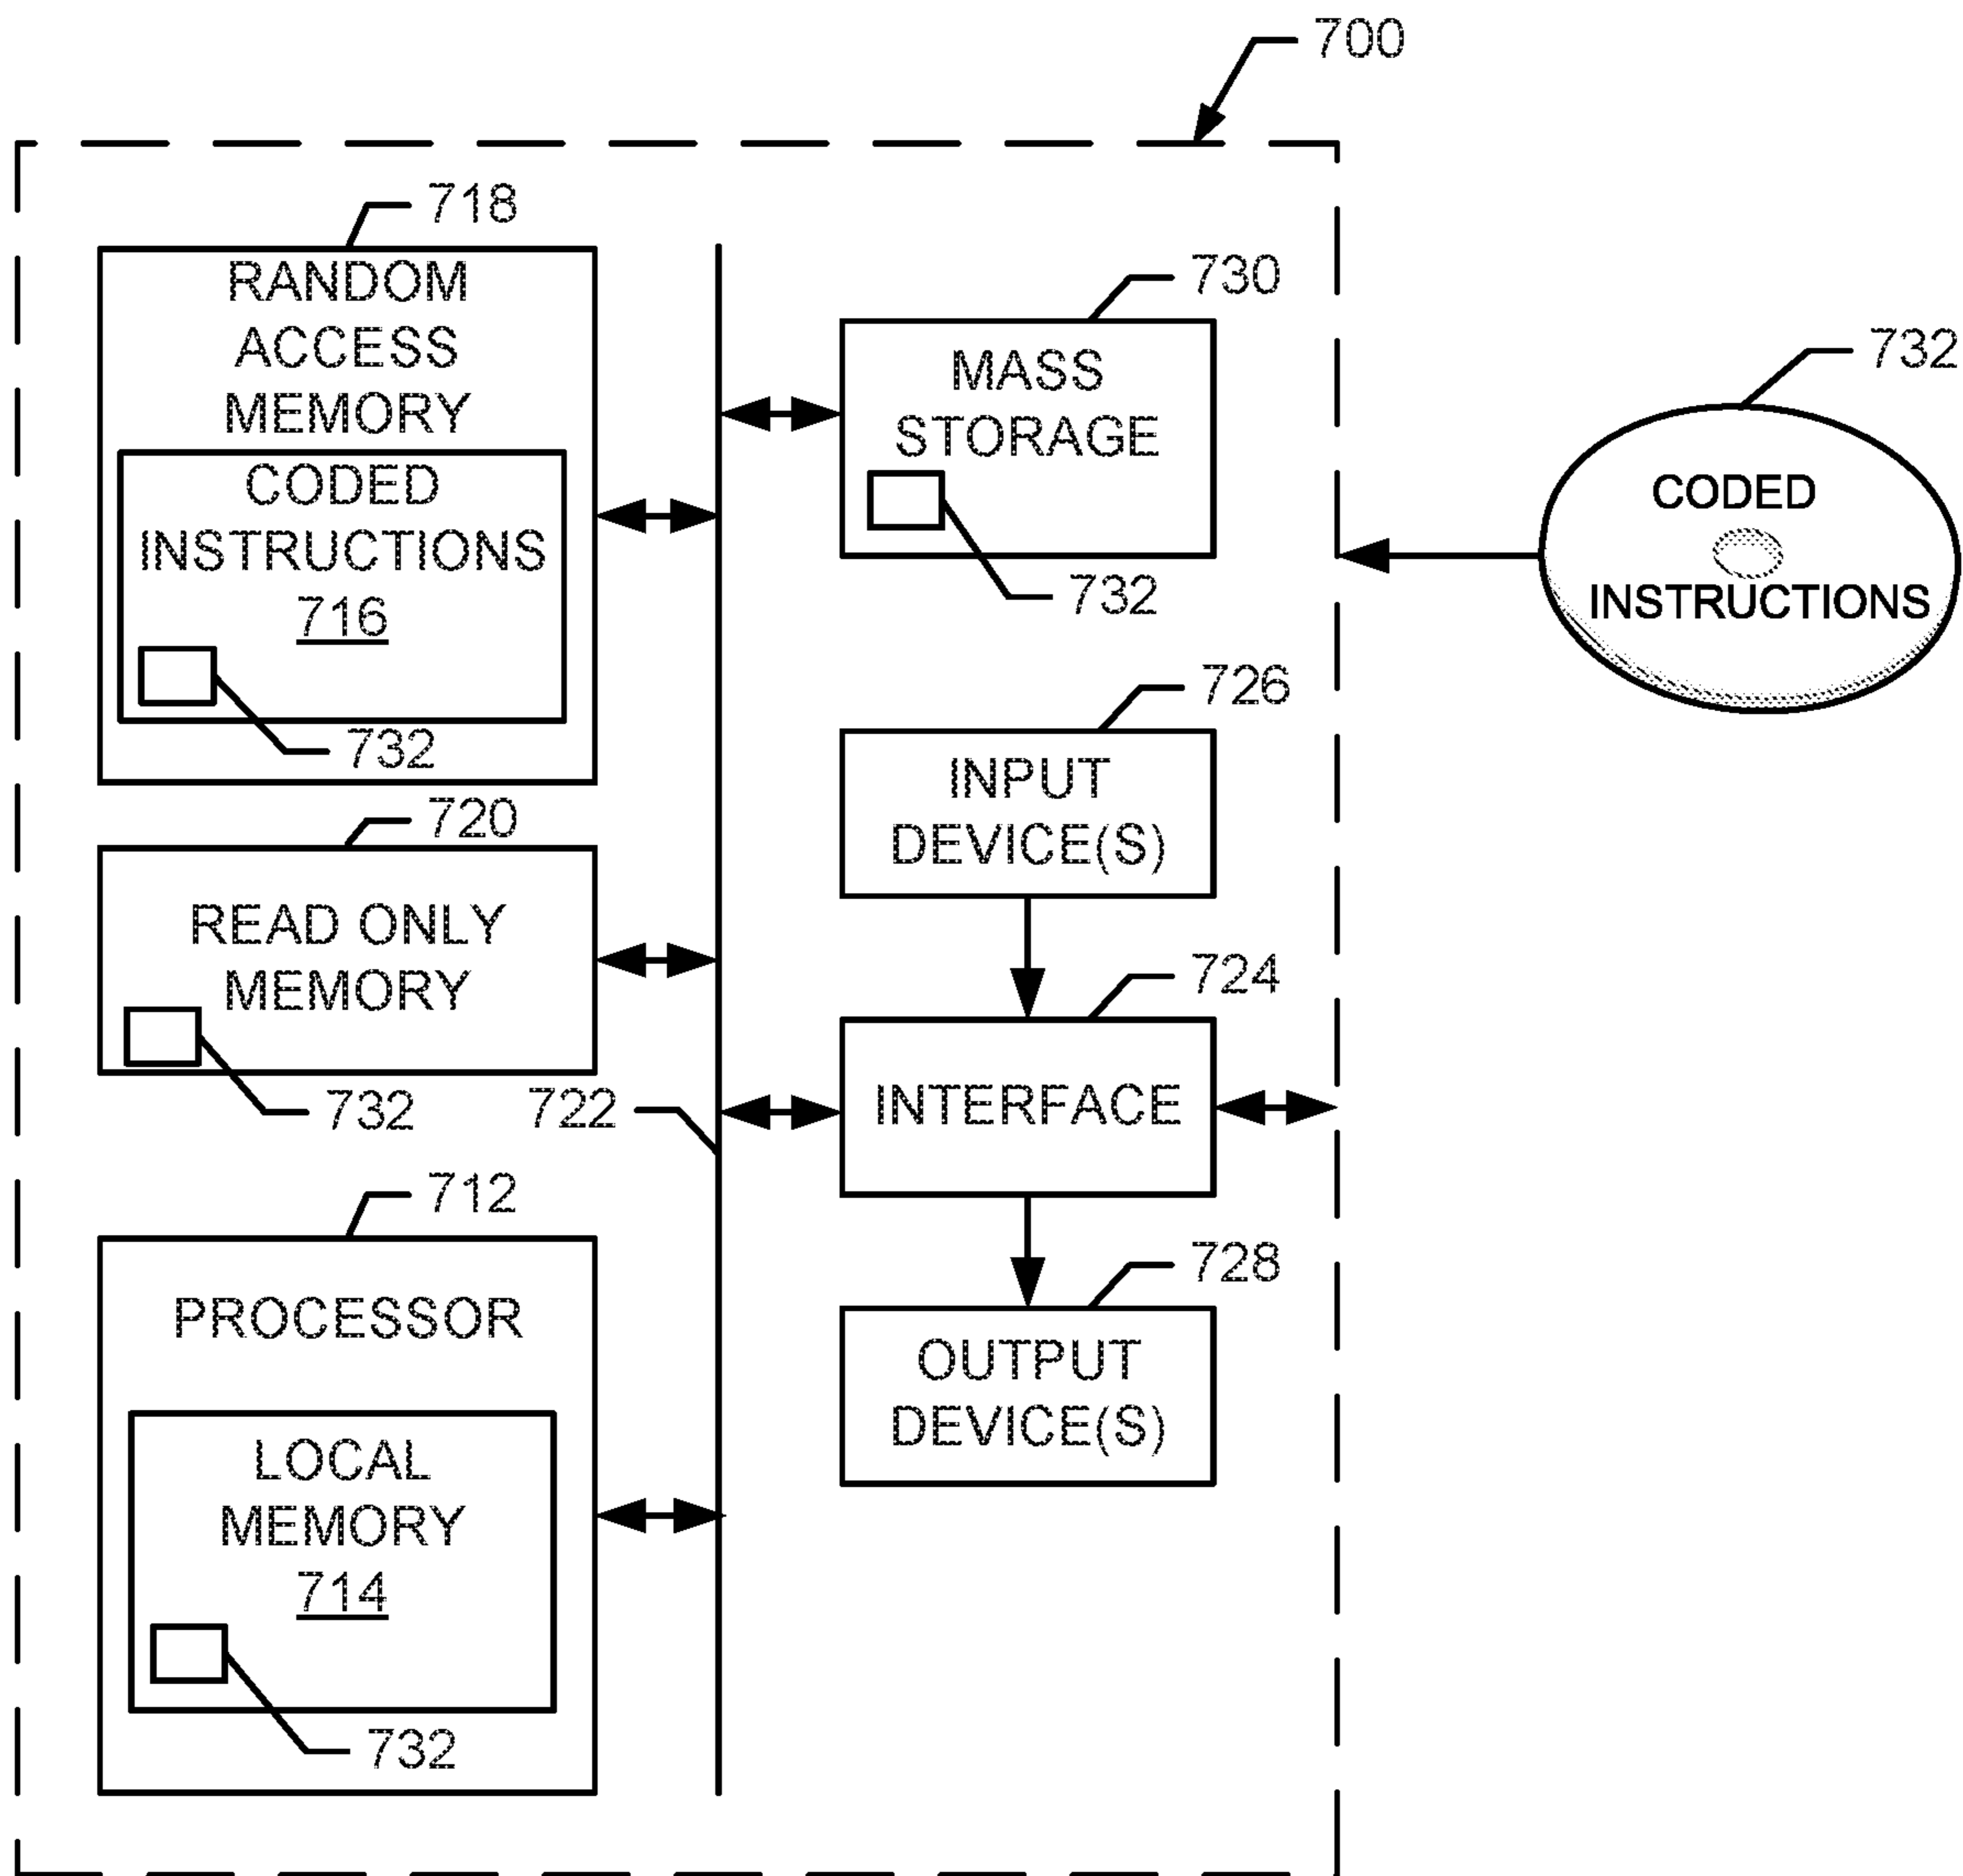 700
718
RANDOM
ACCESS
MEMORY
CODED
INSTRUCTIONS
716
732
730
MASS
STORAGE
732
732
CODED
INSTRUCTIONS
726
INPUT
DEVICE(S)
720
READ ONLY
MEMORY
732
722
724
INTERFACE
712
PROCESSOR
LOCAL
MEMORY
714
732
728
OUTPUT
DEVICE(S)